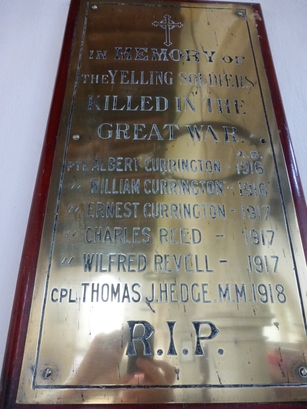 IN MEMORY OF
THE YELLING SOLDIERS
KILLED IN THE
GREAT WAR
A.D.
PTE ALBERT CURRINGTON - 1916
" WILLIAM CURRINGTON - 1916
" ERNEST CURRINGTON - 1917
" CHARLES REED - 1917
" WILFRED REVELL - 1917
CPL. THOMAS J. HEDGE. M.M. 1918
R.I.P.